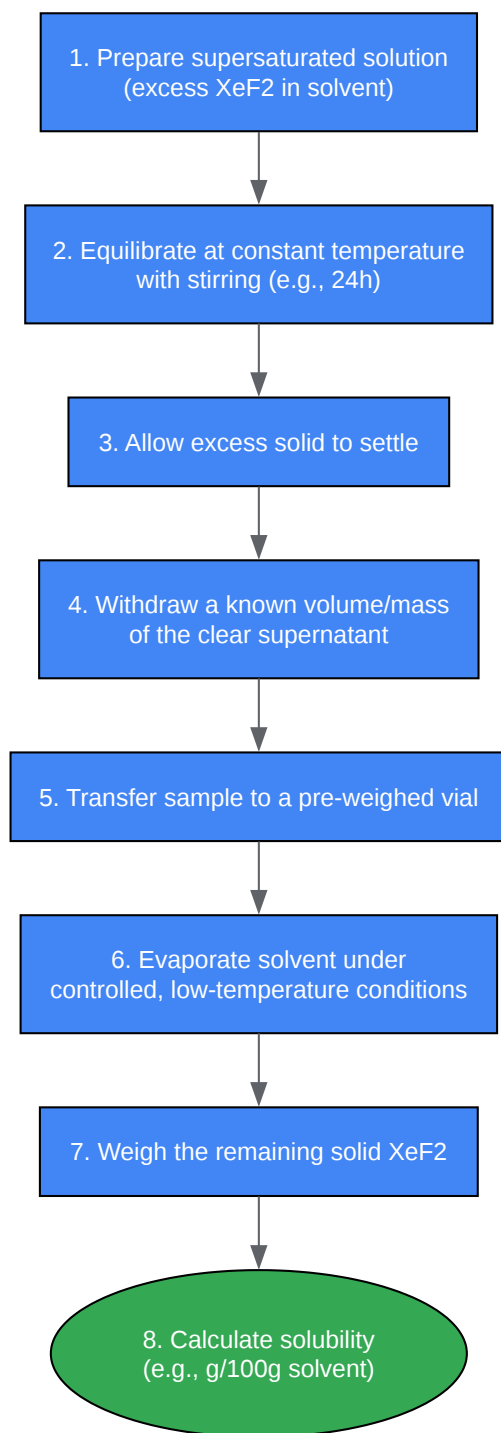 1. Prepare supersaturated solution
(excess XeF2 in solvent)
2. Equilibrate at constant temperature
with stirring (e.g., 24h)
3. Allow excess solid to settle
4. Withdraw a known volume/mass
of the clear supernatant
5. Transfer sample to a pre-weighed vial
6. Evaporate solvent under
controlled, low-temperature conditions
7. Weigh the remaining solid XeF2
8. Calculate solubility
(e.g., g/100g solvent)